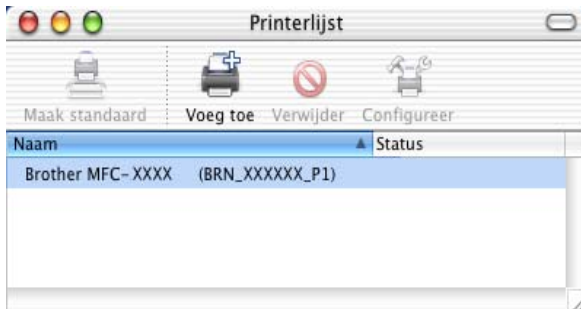 Printerlijst
Maak standaard Voeg toe Verwijder Configureer
Naam Status
Brother MFC-XXXX (BRN_XXXXXX_P1)